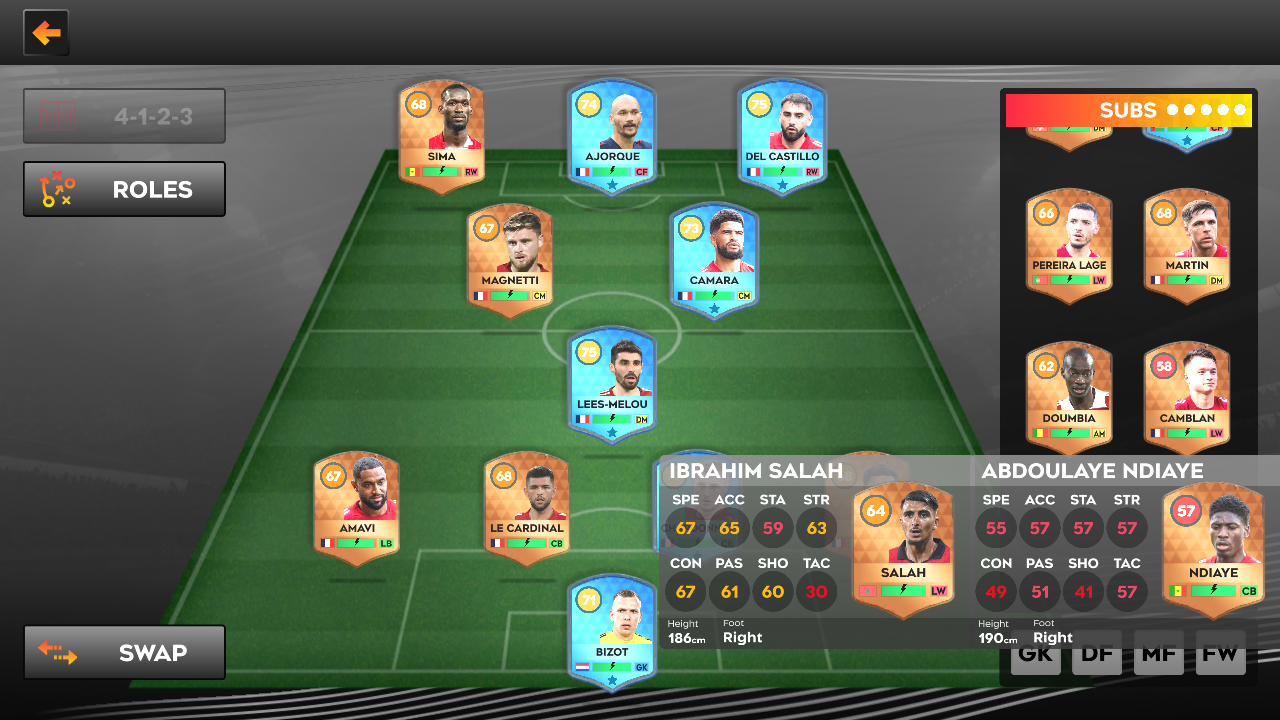 4-1-2-3
ROLES
SWAP
68
SIMA
RW
74
AJORQUE
CF
75
DEL CASTILLO
RW
67
MAGNETTI
CM
73
CAMARA
CM
75
LEES-MELOU
DM
67
AMAVI
LB
68
LE CARDINAL
CB
71
BIZOT
GK
SUBS
DM
CF
66
PEREIRA LAGE
LW
68
MARTIN
DM
62
DOUMBIA
AM
58
CAMBLAN
LW
IBRAHIM SALAH
SPE ACC STA STR
67 65 59 63
CON PAS SHO TAC
67 61 60 30
Height Foot
186cm Right
64
SALAH
LW
ABDOULAYE NDIAYE
SPE ACC STA STR
55 57 57 57
CON PAS SHO TAC
49 51 41 57
Height Foot
190cm Right
57
NDIAYE
CB
GK DF MF FW